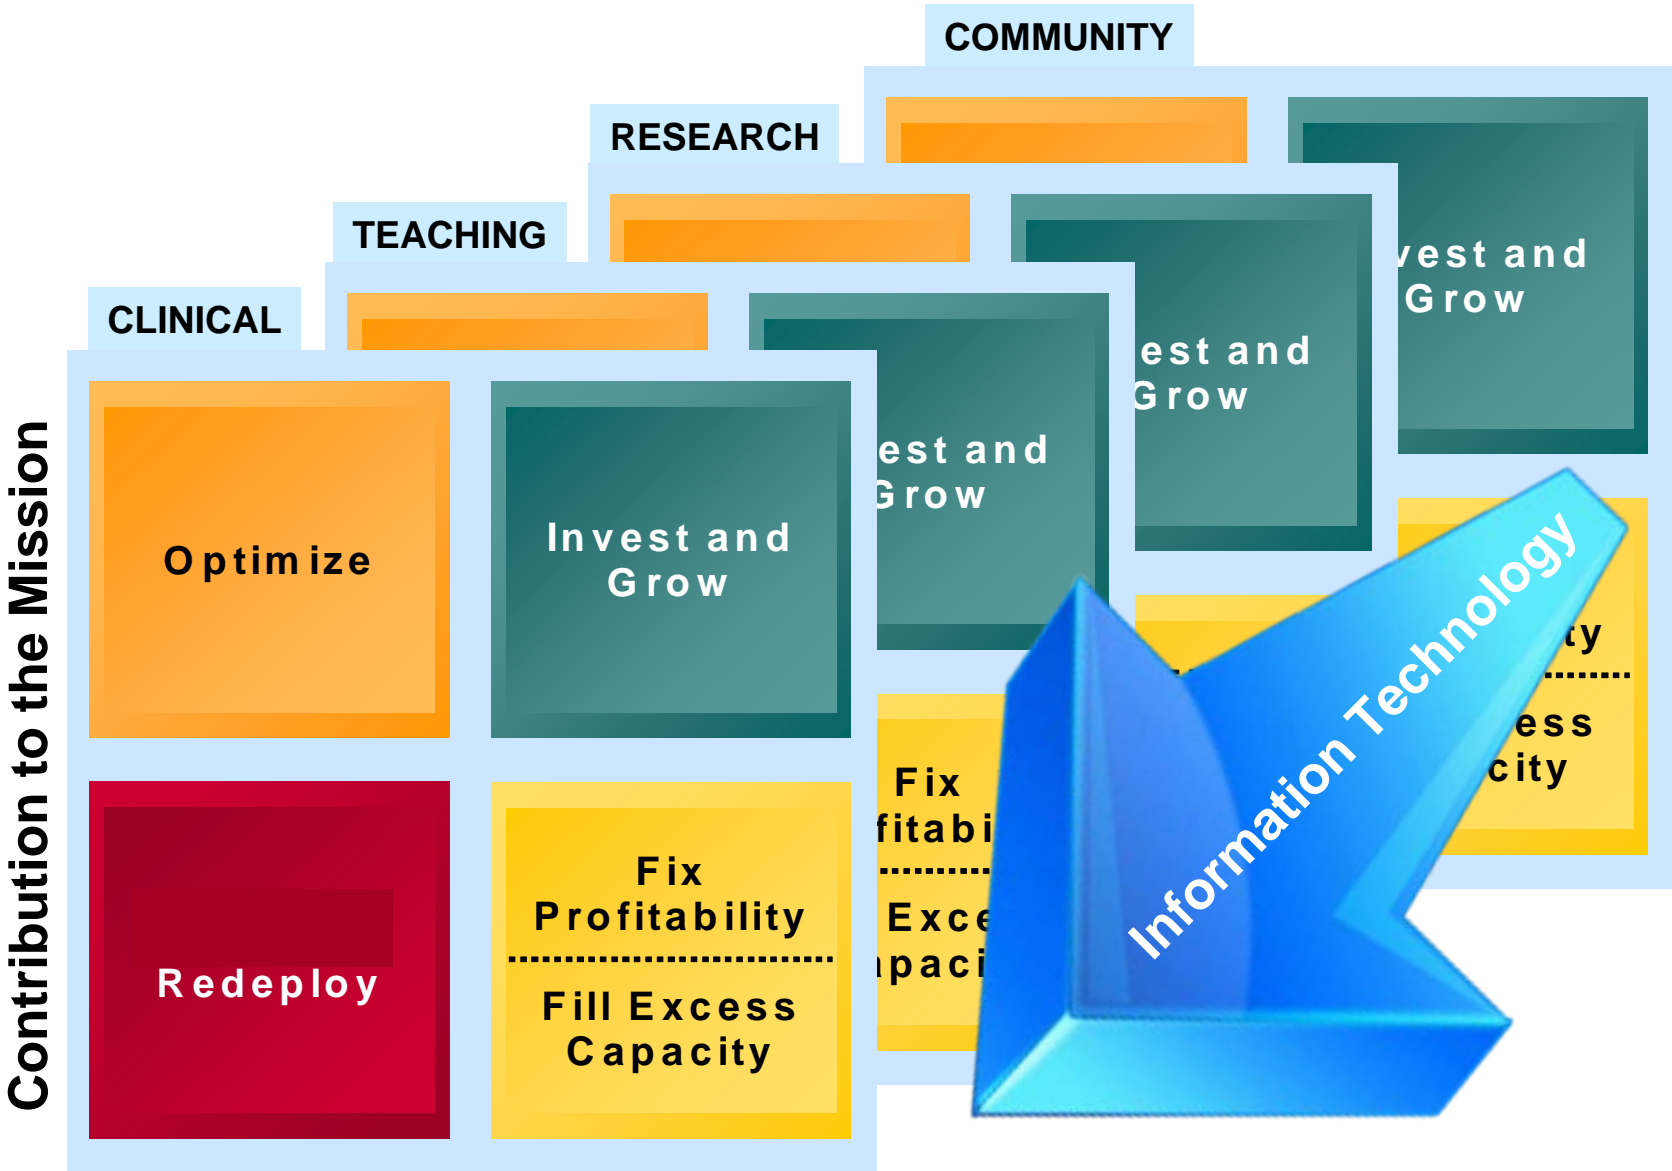 COMMUNITY
RESEARCH
TEACHING
CLINICAL
Contribution to the Mission
Optimize
Invest and
Grow
Redeploy
Fix
Profitability
Fill Excess
Capacity
est and
Grow
Fix
fitabi
Exce
apaci
est and
Grow
vest and
Grow
ty
ess
city
Information Technology